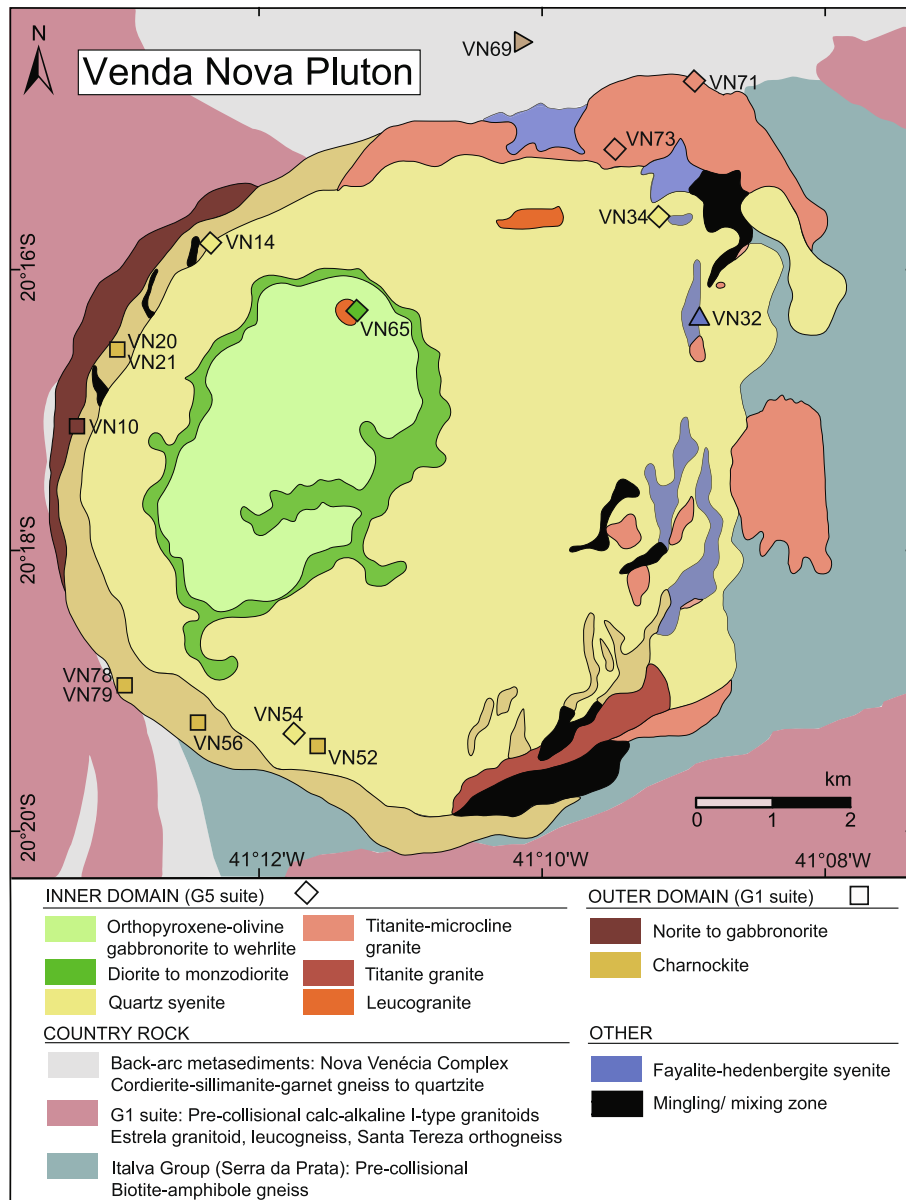 N
Venda Nova Pluton
VN69
VN71
VN73
VN34
VN14
20°16'S
VN65
VN32
VN20
VN21
VN10
20°18'S
VN78
VN79
VN54
VN56
VN52
km
0 1 2
20°20'S
41°12'W 41°10'W 41°08'W
INNER DOMAIN (G5 suite)
Orthopyroxene-olivine
gabbronorite to wehrlite
Diorite to monzodiorite
Quartz syenite
Titanite-microcline
granite
Titanite granite
Leucogranite
OUTER DOMAIN (G1 suite)
Norite to gabbronorite
Charnockite
COUNTRY ROCK
Back-arc metasediments: Nova Venécia Complex
Cordierite-sillimanite-garnet gneiss to quartzite
G1 suite: Pre-collisional calc-alkaline I-type granitoids
Estrela granitoid, leucogneiss, Santa Tereza orthogneiss
Italva Group (Serra da Prata): Pre-collisional
Biotite-amphibole gneiss
OTHER
Fayalite-hedenbergite syenite
Mingling/ mixing zone